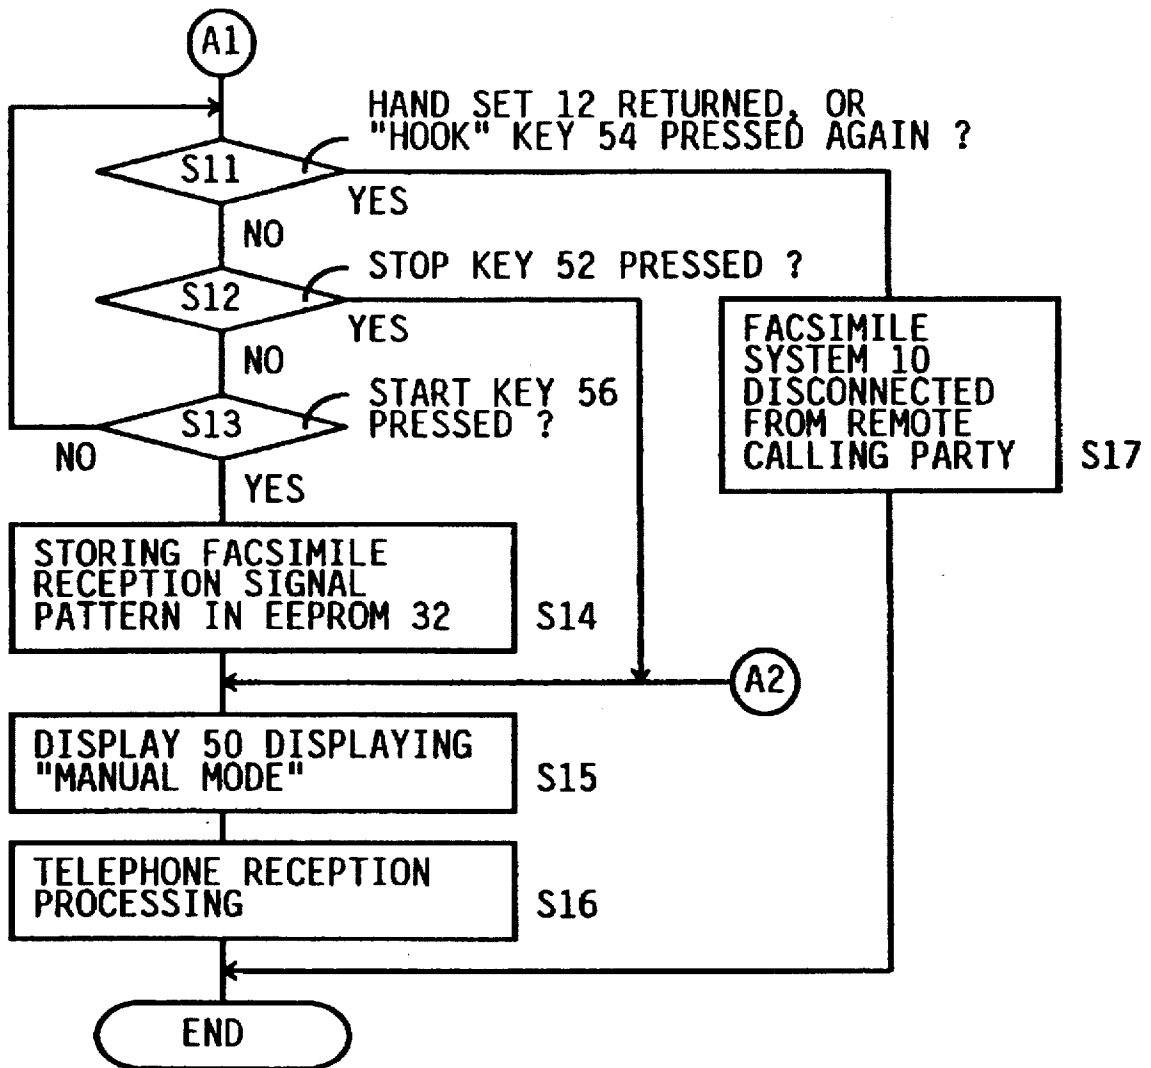 A1
HAND SET 12 RETURNED, OR
"HOOK" KEY 54 PRESSED AGAIN ?
S11
YES
NO
STOP KEY 52 PRESSED ?
S12
YES
NO
START KEY 56
PRESSED ?
S13
NO
YES
FACSIMILE
SYSTEM 10
DISCONNECTED
FROM REMOTE
CALLING PARTY
S17
STORING FACSIMILE
RECEPTION SIGNAL
PATTERN IN EEPROM 32
S14
A2
DISPLAY 50 DISPLAYING
"MANUAL MODE"
S15
TELEPHONE RECEPTION
PROCESSING
S16
END